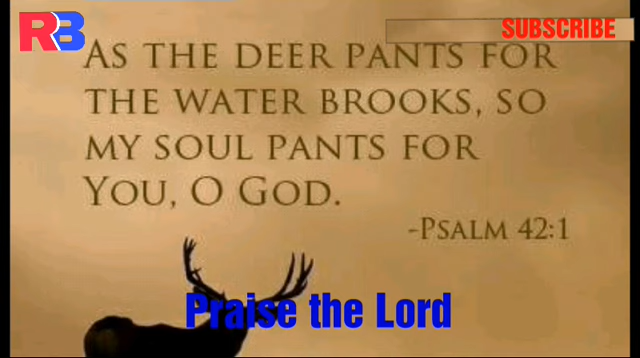 RB
SUBSCRIBE
AS THE DEER PANTS FOR
THE WATER BROOKS, SO
MY SOUL PANTS FOR
YOU, O GOD.
-PSALM 42:1
Praise the Lord